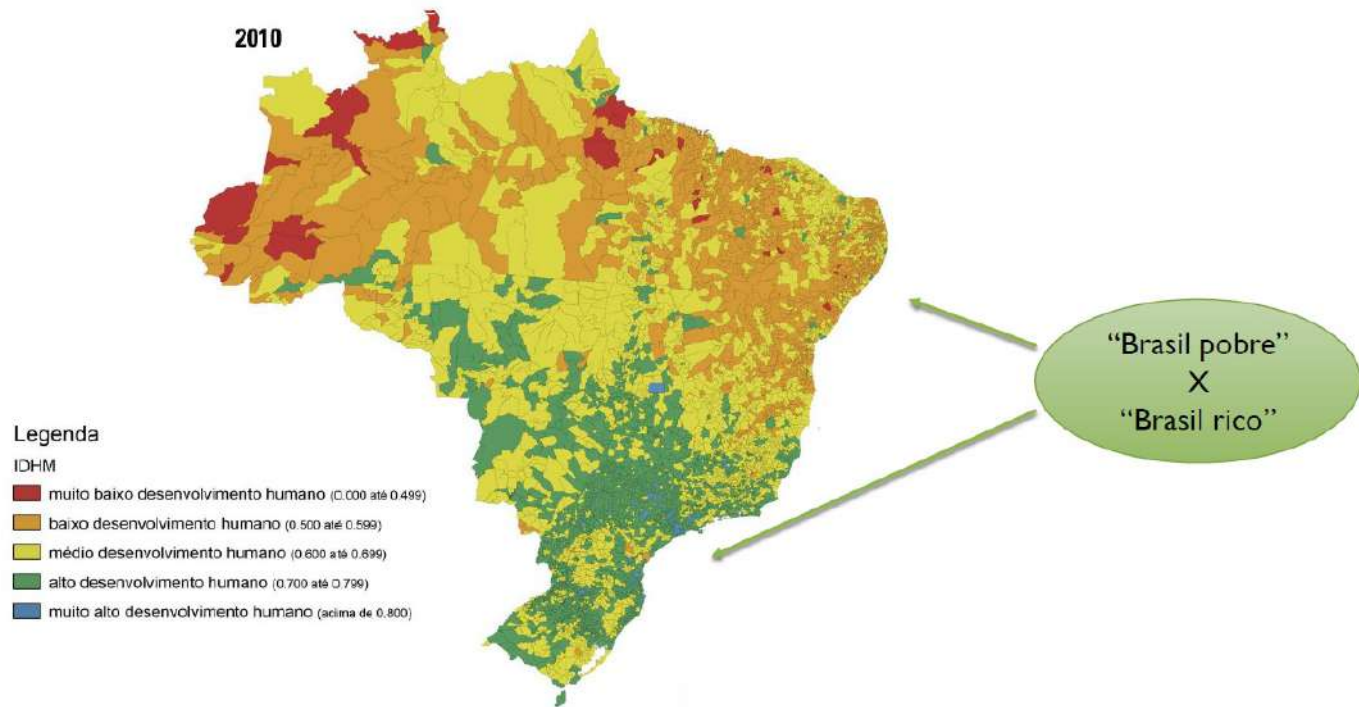 2010
"Brasil pobre"
X
"Brasil rico"
Legenda
IDHM
muito baixo desenvolvimento humano (0.000 até 0.499)
baixo desenvolvimento humano (0.500 até 0.599)
médio desenvolvimento humano (0.600 até 0.699)
alto desenvolvimento humano (0.700 até 0.799)
muito alto desenvolvimento humano (acima de 0.800)